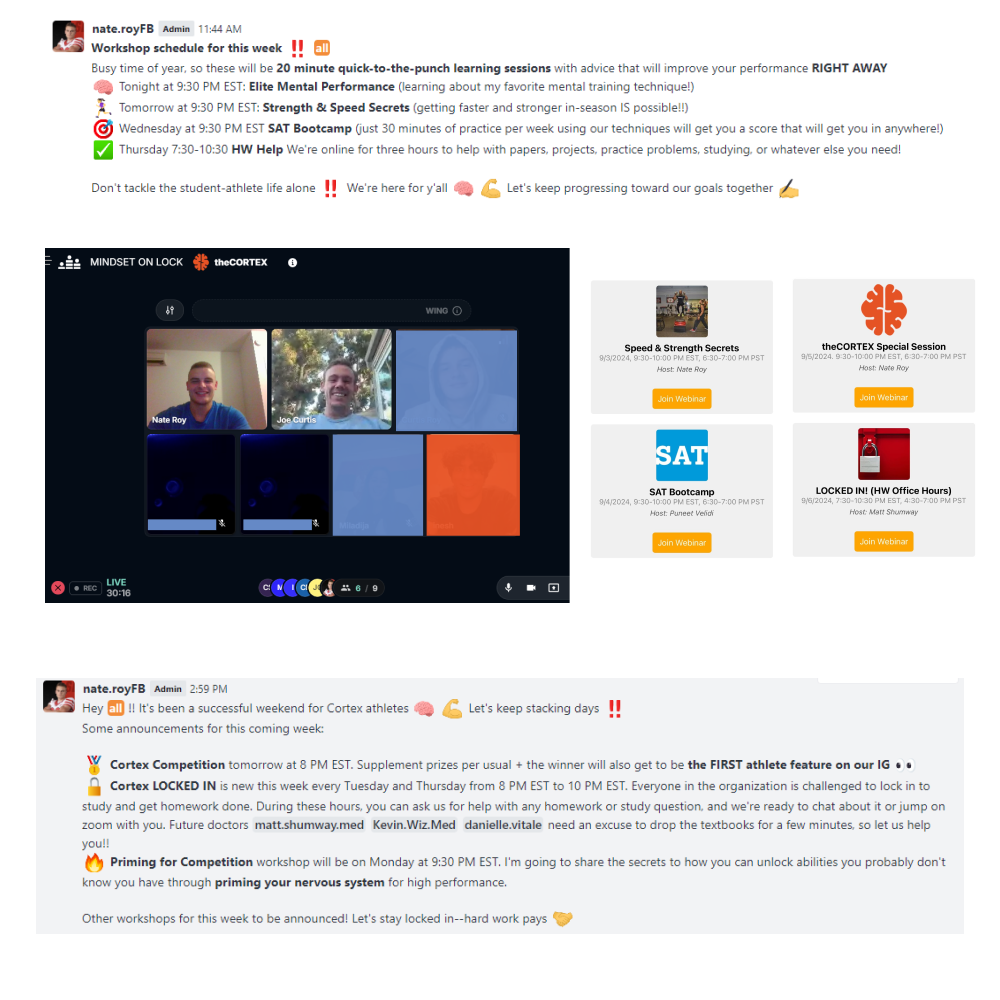 nate.royFB Admin 11:44 AM
Workshop schedule for this week ‼️ all
Busy time of year, so these will be 20 minute quick-to-the-punch learning sessions with advice that will improve your performance RIGHT AWAY
🧠 Tonight at 9:30 PM EST: Elite Mental Performance (learning about my favorite mental training technique!)
Tomorrow at 9:30 PM EST: Strength & Speed Secrets (getting faster and stronger in-season IS possible!!)
🎯 Wednesday at 9:30 PM EST SAT Bootcamp (just 30 minutes of practice per week using our techniques will get you a score that will get you in anywhere!)
✅ Thursday 7:30-10:30 HW Help We're online for three hours to help with papers, projects, practice problems, studying, or whatever else you need!
Don't tackle the student-athlete life alone ‼️ We're here for y'all 🧠 💪 Let's keep progressing toward our goals together ✍️
MINDSET ON LOCK theCORTEX
WING
Nate Roy
Joe Curtis
LIVE
REC
30:16
6 / 9
Speed & Strength Secrets
9/3/2024, 9:30-10:00 PM EST, 6:30-7:00 PM PST
Host: Nate Roy
Join Webinar
theCORTEX Special Session
9/5/2024, 9:30-10:00 PM EST, 6:30-7:00 PM PST
Host: Nate Roy
Join Webinar
SAT
SAT Bootcamp
9/4/2024, 9:30-10:00 PM EST, 6:30-7:00 PM PST
Host: Puneet Velidi
Join Webinar
LOCKED IN! (HW Office Hours)
9/6/2024, 7:30-10:30 PM EST, 4:30-7:00 PM PST
Host: Matt Shumway
Join Webinar
nate.royFB Admin 2:59 PM
Hey all !! It's been a successful weekend for Cortex athletes 🧠 💪 Let's keep stacking days ‼️
Some announcements for this coming week:
🏅 Cortex Competition tomorrow at 8 PM EST. Supplement prizes per usual + the winner will also get to be the FIRST athlete feature on our IG 👀
🔒 Cortex LOCKED IN is new this week every Tuesday and Thursday from 8 PM EST to 10 PM EST. Everyone in the organization is challenged to lock in to
study and get homework done. During these hours, you can ask us for help with any homework or study question, and we're ready to chat about it or jump on
zoom with you. Future doctors matt.shumway.med Kevin.Wiz.Med danielle.vitale need an excuse to drop the textbooks for a few minutes, so let us help
you!!
🔥 Priming for Competition workshop will be on Monday at 9:30 PM EST. I'm going to share the secrets to how you can unlock abilities you probably don't
know you have through priming your nervous system for high performance.
Other workshops for this week to be announced! Let's stay locked in--hard work pays 🤝